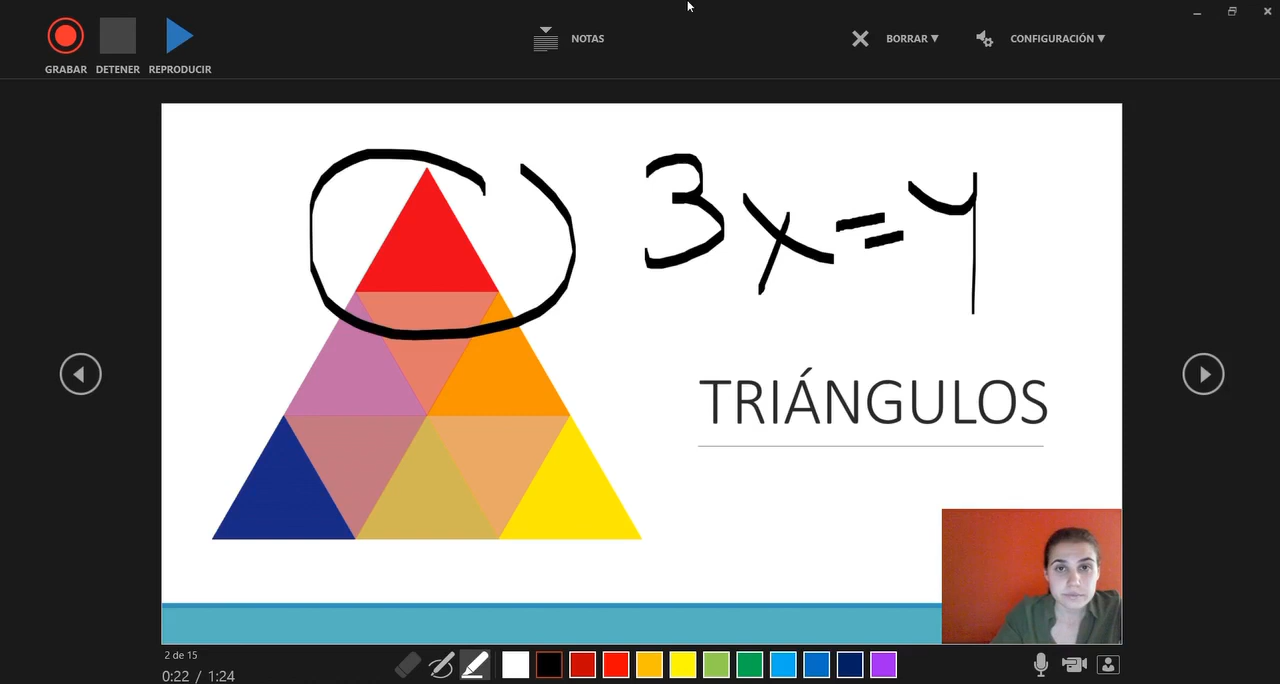 NOTAS
BORRAR
CONFIGURACIÓN
GRABAR DETENER REPRODUCIR
3x=y
TRIÁNGULOS
2 de 15
0:22 / 1:24